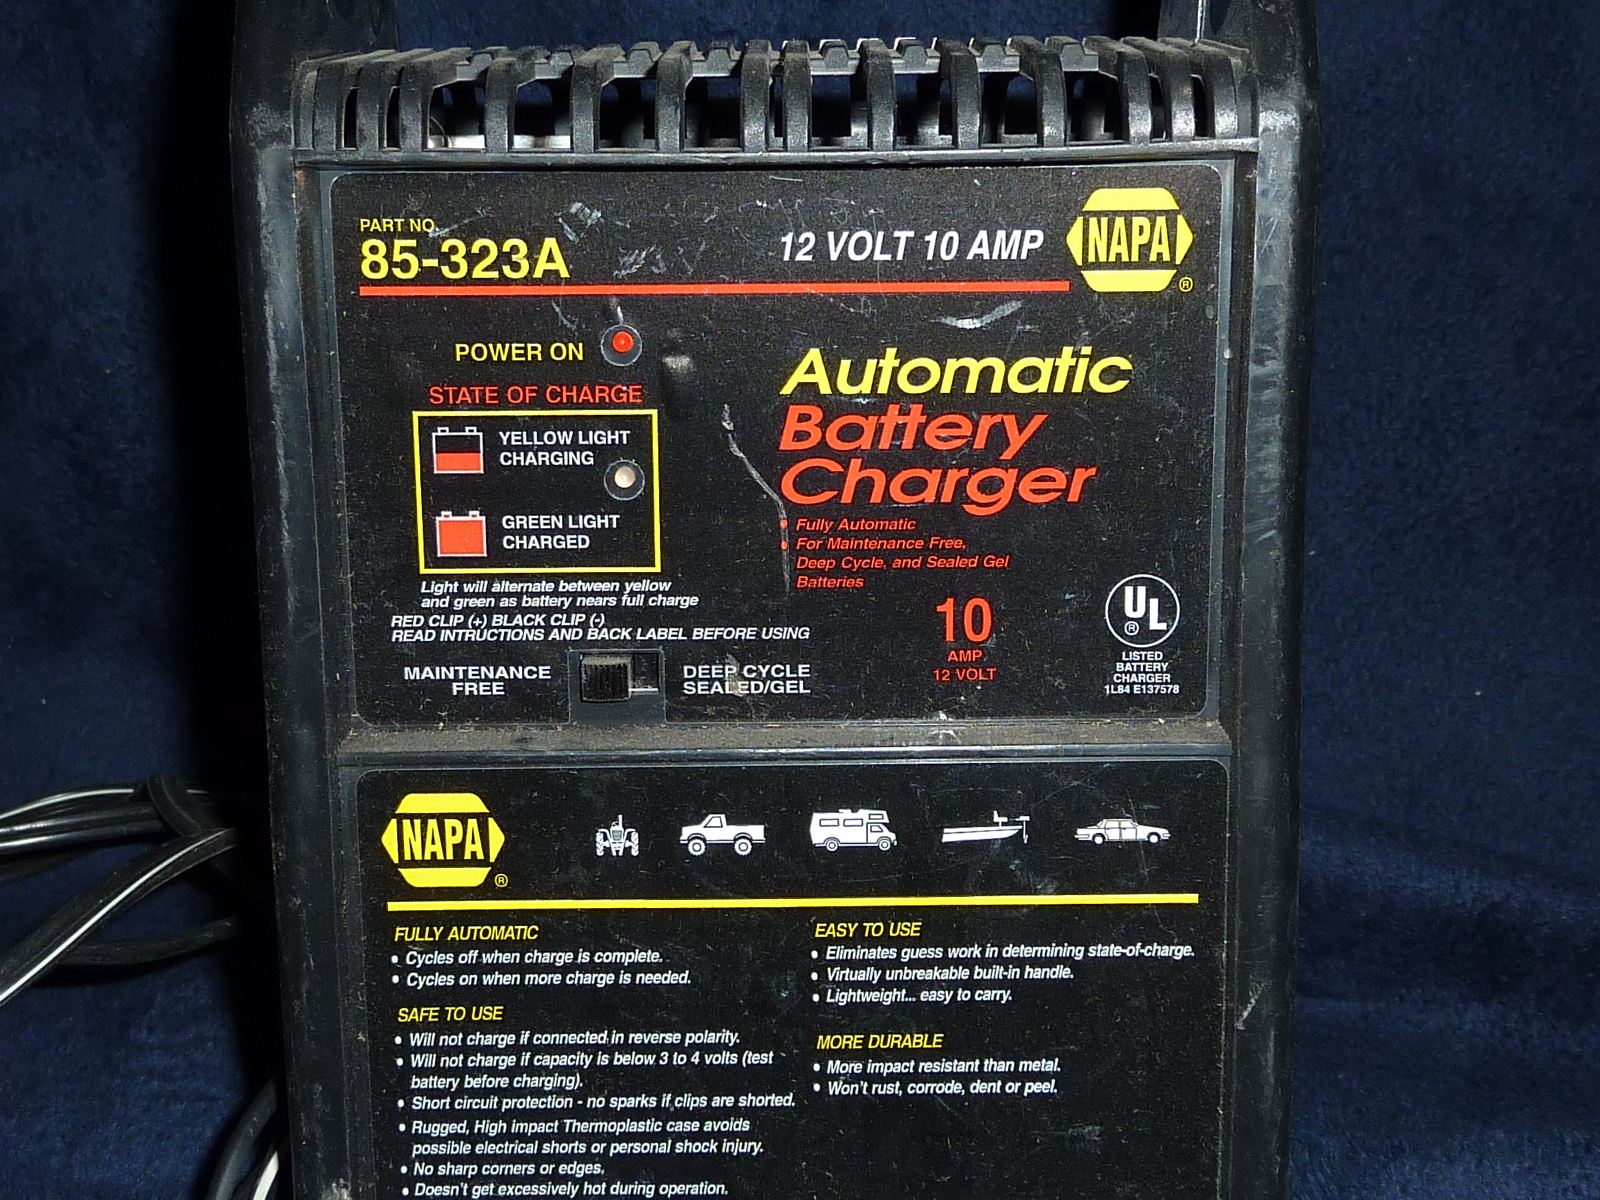 PART NO.
85-323A
12 VOLT 10 AMP
NAPA
®
POWER ON
STATE OF CHARGE
YELLOW LIGHT
CHARGING
GREEN LIGHT
CHARGED
Light will alternate between yellow
and green as battery nears full charge
RED CLIP (+) BLACK CLIP (-)
READ INTRUCTIONS AND BACK LABEL BEFORE USING
MAINTENANCE
FREE
DEEP CYCLE
SEALED/GEL
Automatic
Battery
Charger
• Fully Automatic
• For Maintenance Free,
Deep Cycle, and Sealed Gel
Batteries
10
AMP
12 VOLT
UL
®
LISTED
BATTERY
CHARGER
1L84 E137578
NAPA
®
FULLY AUTOMATIC
• Cycles off when charge is complete.
• Cycles on when more charge is needed.
SAFE TO USE
• Will not charge if connected in reverse polarity.
• Will not charge if capacity is below 3 to 4 volts (test
battery before charging).
• Short circuit protection - no sparks if clips are shorted.
• Rugged, High impact Thermoplastic case avoids
possible electrical shorts or personal shock injury.
• No sharp corners or edges.
• Doesn't get excessively hot during operation.
EASY TO USE
• Eliminates guess work in determining state-of-charge.
• Virtually unbreakable built-in handle.
• Lightweight... easy to carry.
MORE DURABLE
• More impact resistant than metal.
• Won't rust, corrode, dent or peel.